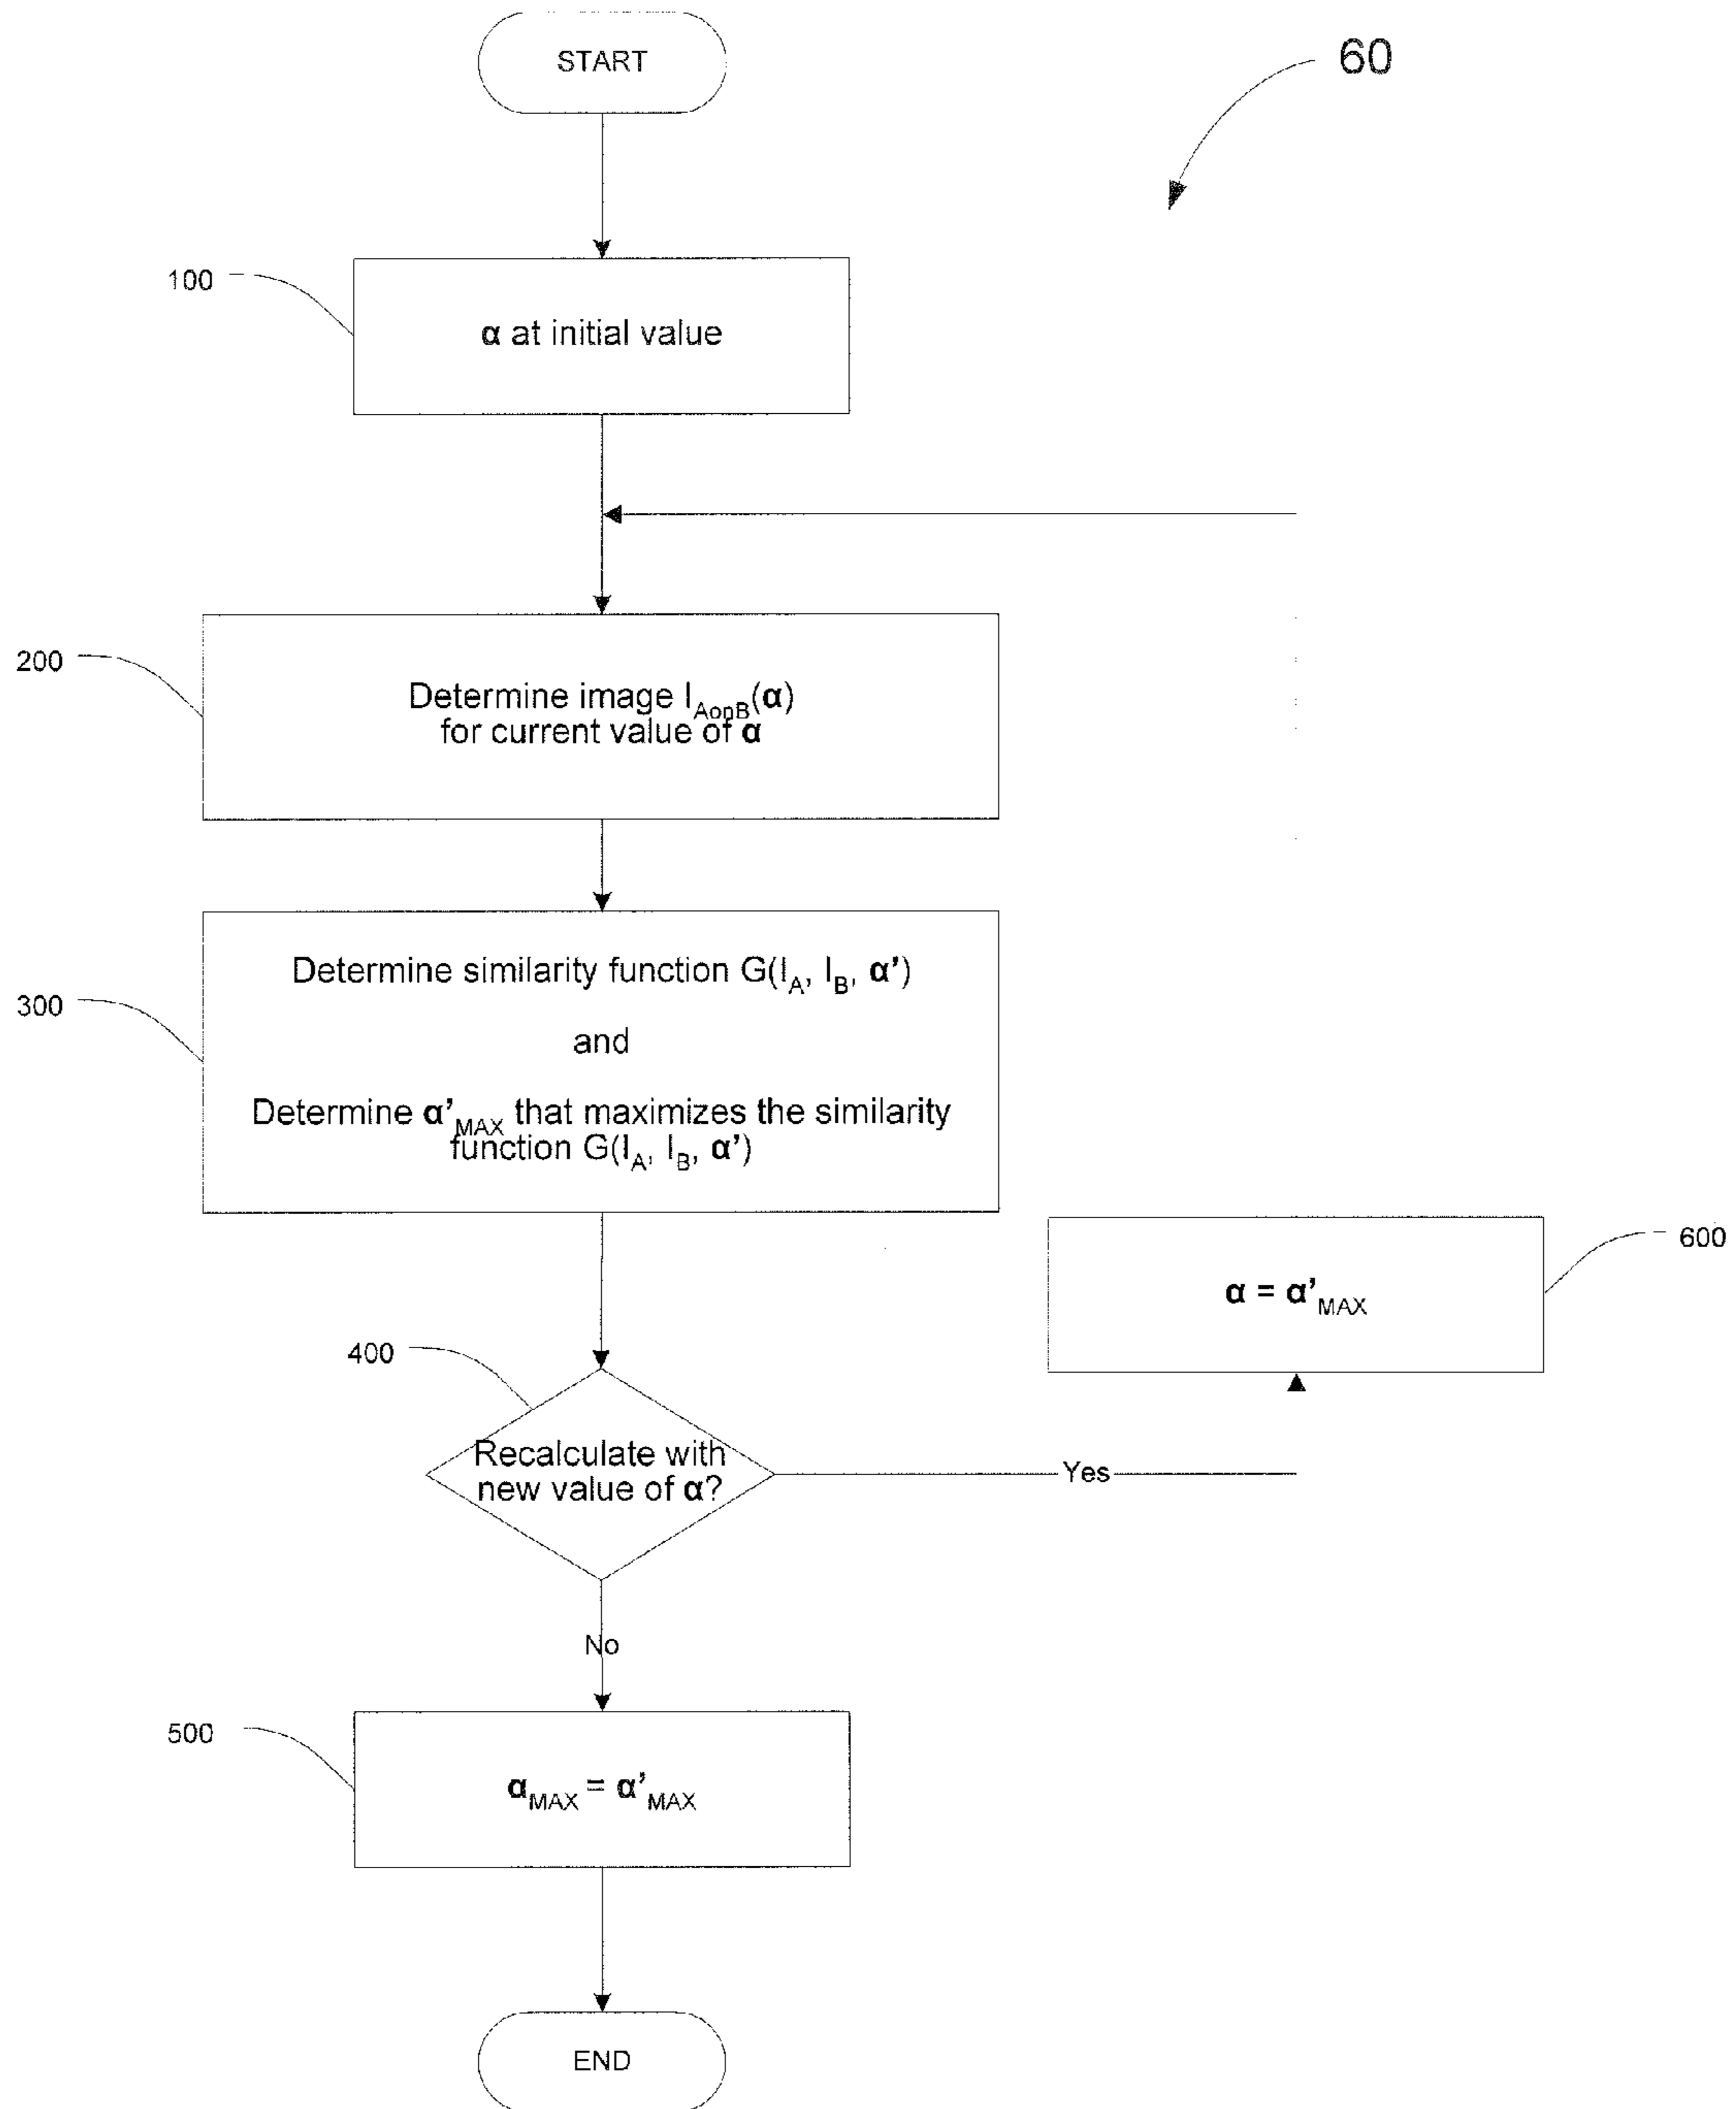 START
60
100
α at initial value
200
Determine image I_AonB(α)
for current value of α
300
Determine similarity function G(I_A, I_B, α')
and
Determine α'_MAX that maximizes the similarity
function G(I_A, I_B, α')
600
α = α'_MAX
400
Recalculate with
new value of α?
Yes
No
500
α_MAX = α'_MAX
END